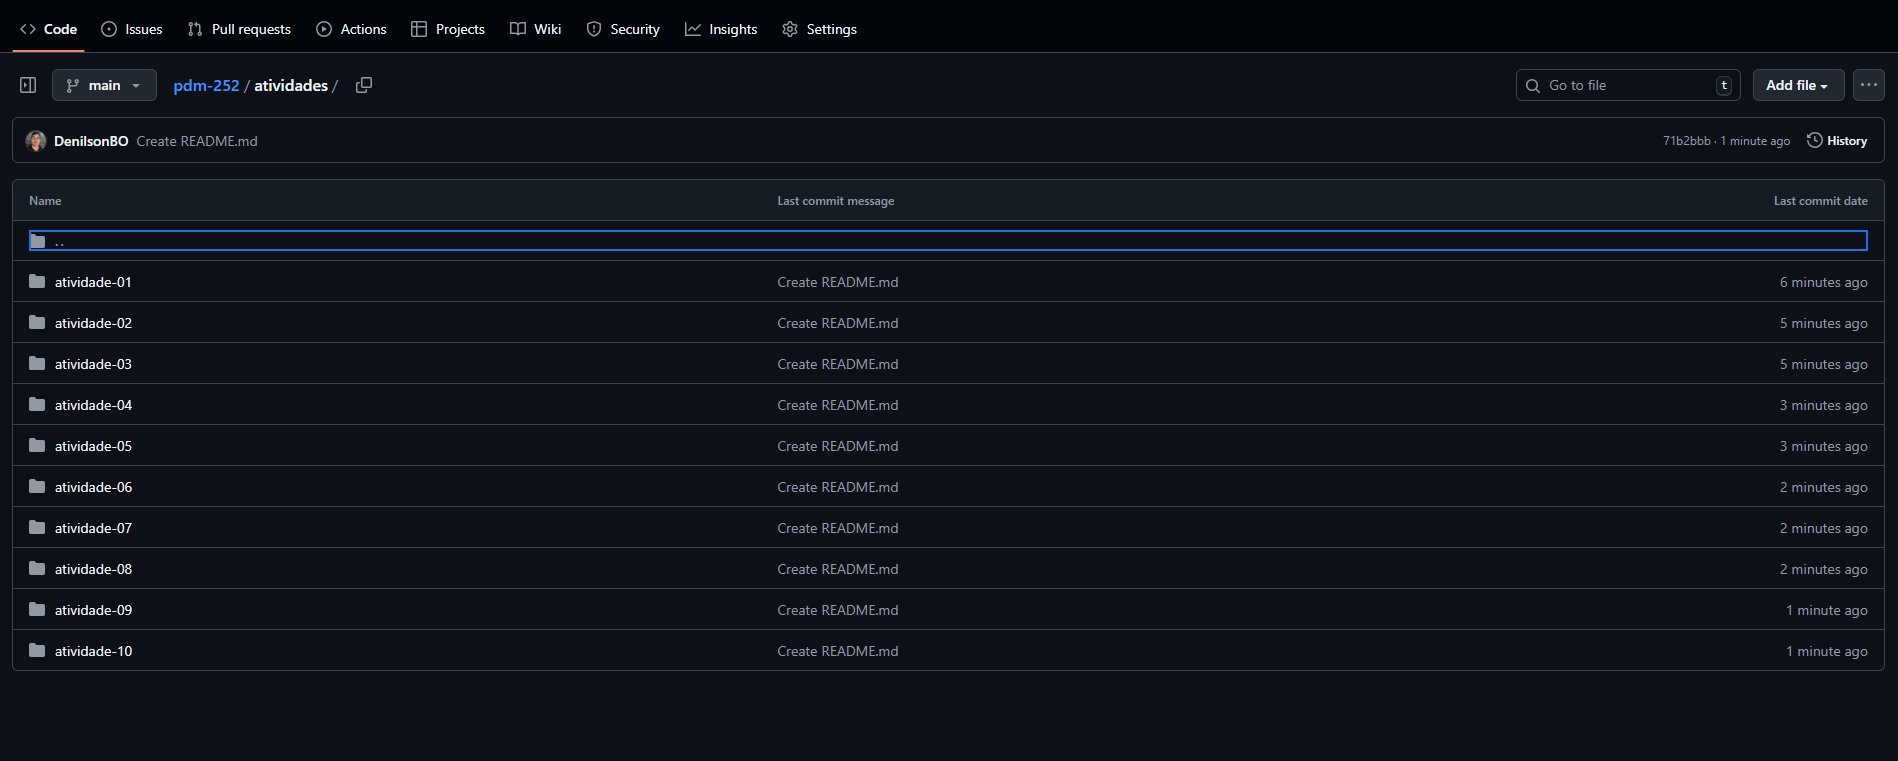 Code Issues Pull requests Actions Projects Wiki Security Insights Settings
main pdm-252 / atividades / Go to file t Add file ...
DenilsonBO Create README.md 71b2bbb · 1 minute ago History
Name Last commit message Last commit date
..
atividade-01 Create README.md 6 minutes ago
atividade-02 Create README.md 5 minutes ago
atividade-03 Create README.md 5 minutes ago
atividade-04 Create README.md 3 minutes ago
atividade-05 Create README.md 3 minutes ago
atividade-06 Create README.md 2 minutes ago
atividade-07 Create README.md 2 minutes ago
atividade-08 Create README.md 2 minutes ago
atividade-09 Create README.md 1 minute ago
atividade-10 Create README.md 1 minute ago